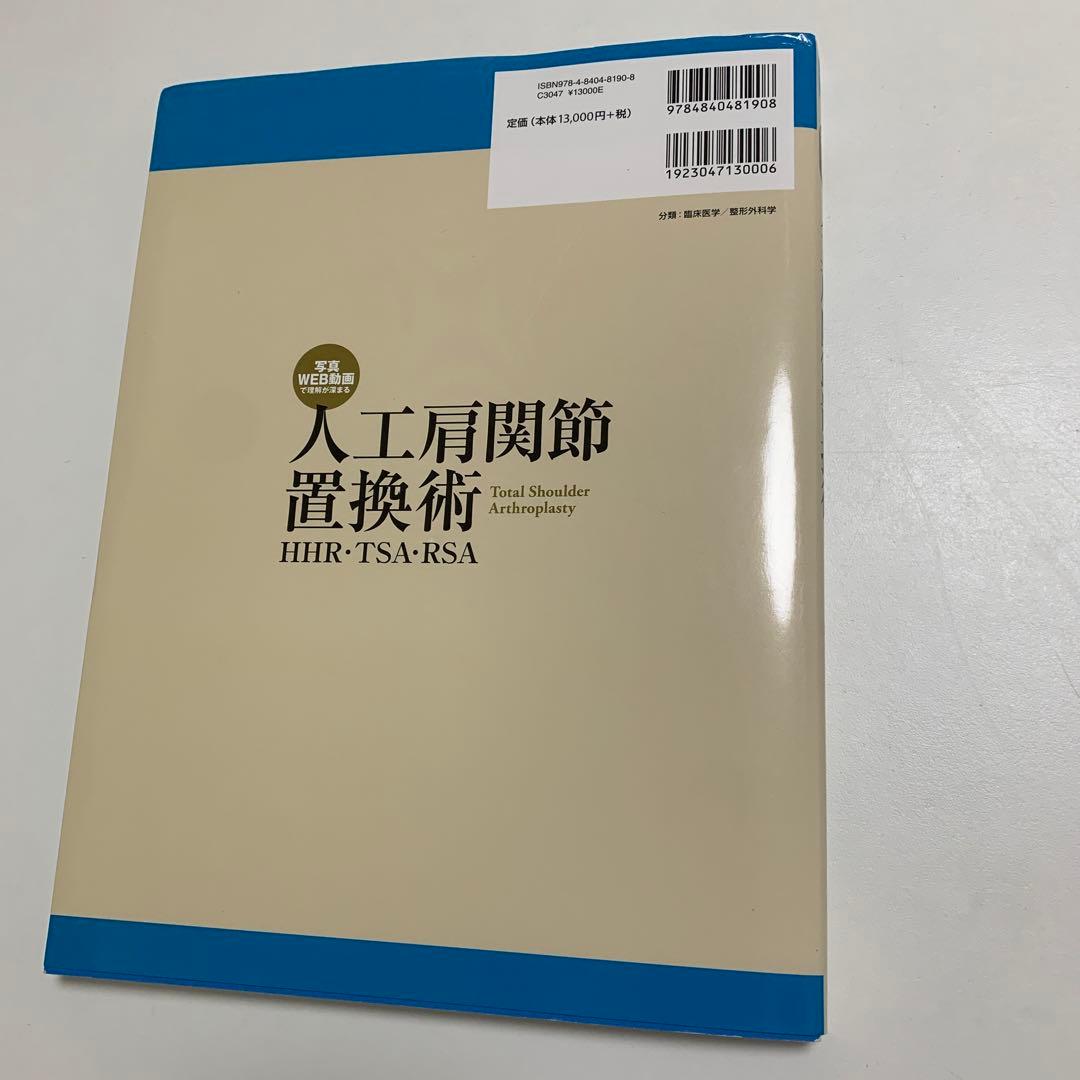 ISBN978-4-8404-8190-8
C3047 ¥13000E
定価(本体13,000円+税)
9784840481908
1923047130006
分類:臨床医学/整形外科学
写真
WEB動画
で理解が深まる
人工肩関節
置換術
Total Shoulder
Arthroplasty
HHR・TSA・RSA